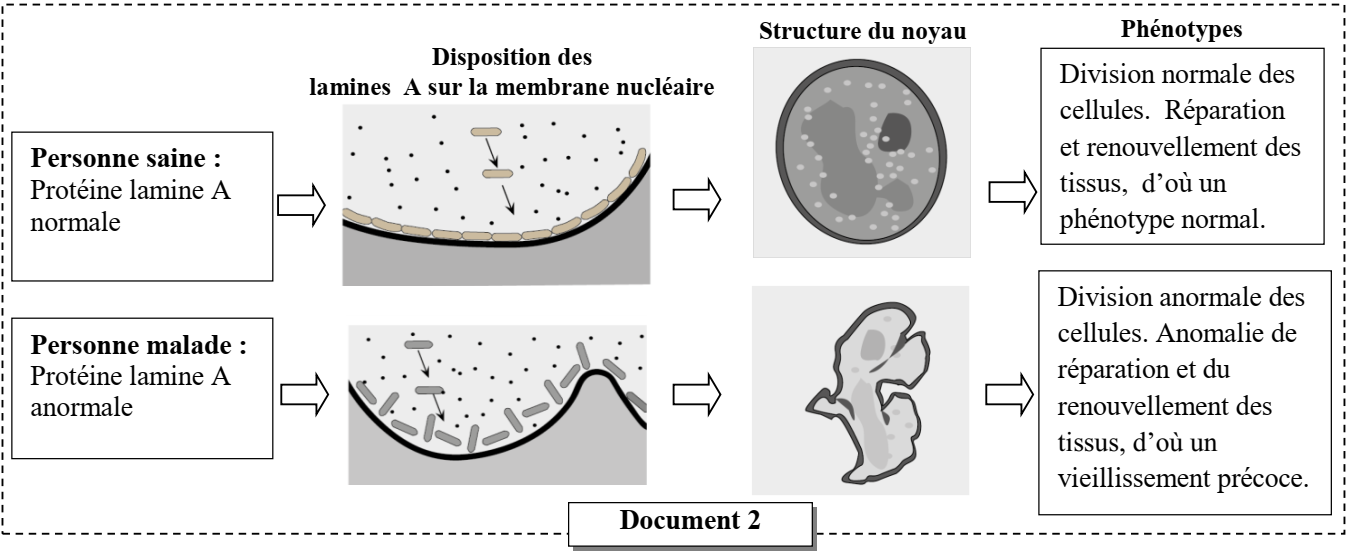 Disposition des
lamines A sur la membrane nucléaire
Structure du noyau
Phénotypes
Personne saine :
Protéine lamine A
normale
Division normale des
cellules. Réparation
et renouvellement des
tissus, d’où un
phénotype normal.
Personne malade :
Protéine lamine A
anormale
Division anormale des
cellules. Anomalie de
réparation et du
renouvellement des
tissus, d’où un
vieillissement précoce.
Document 2